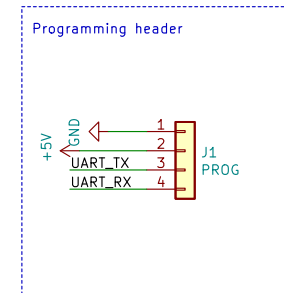 Programming header
+5V
GND
1
2
UART_TX
3
UART_RX
4
J1
PROG